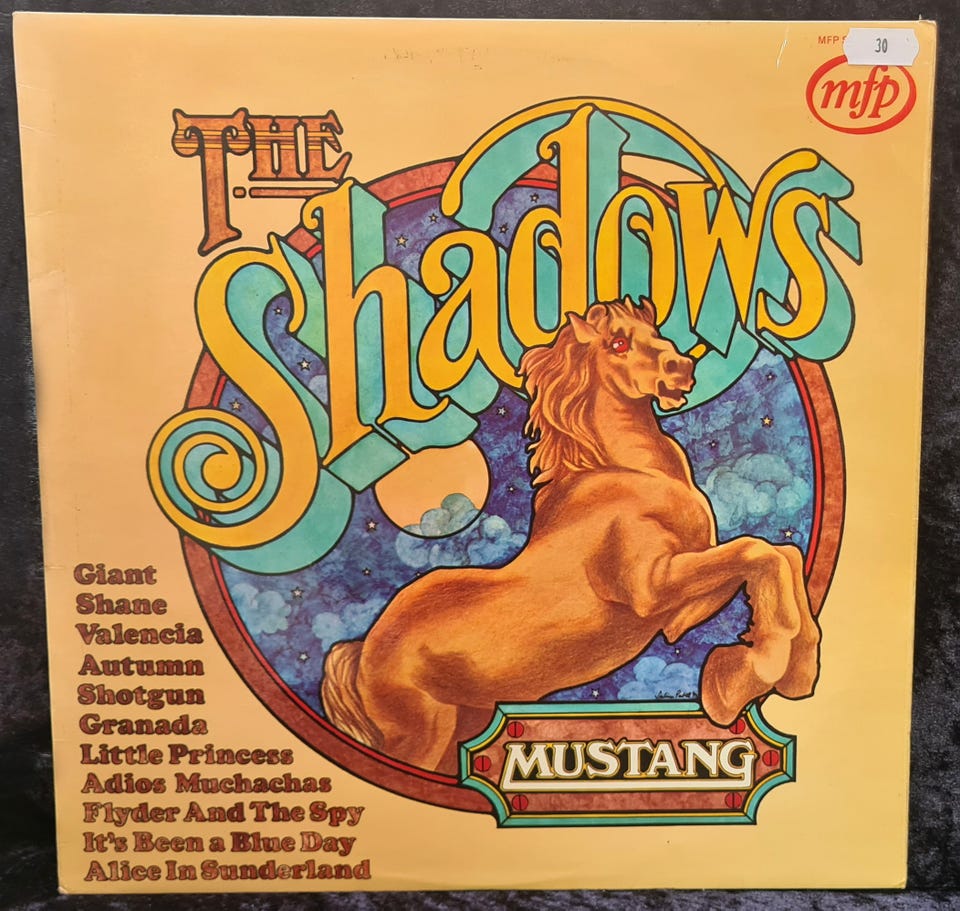 MFP
30
mfp
THE
Shadows
Giant
Shane
Valencia
Autumn
Shotgun
Granada
Little Princess
Adios Muchachas
Flyder And The Spy
It's Been a Blue Day
Alice In Sunderland
MUSTANG